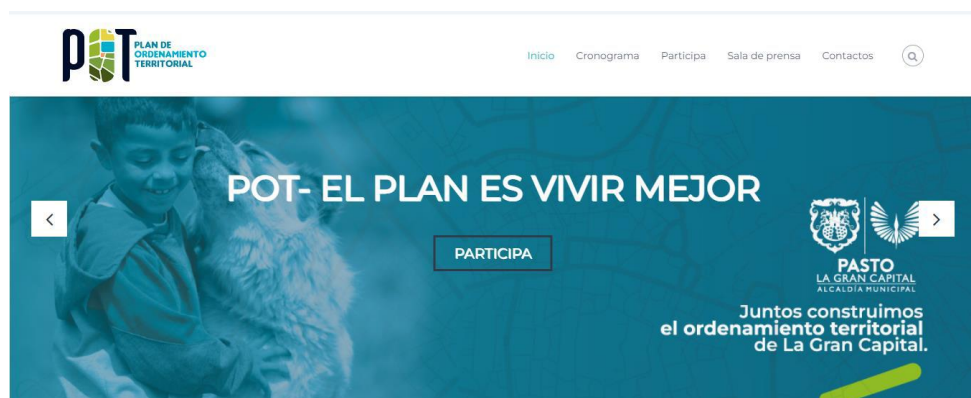 POT
PLAN DE
ORDENAMIENTO
TERRITORIAL
Inicio Cronograma Participa Sala de prensa Contactos
POT- EL PLAN ES VIVIR MEJOR
PARTICIPA
PASTO
LA GRAN CAPITAL
ALCALDÍA MUNICIPAL
Juntos construimos
el ordenamiento territorial
de La Gran Capital.